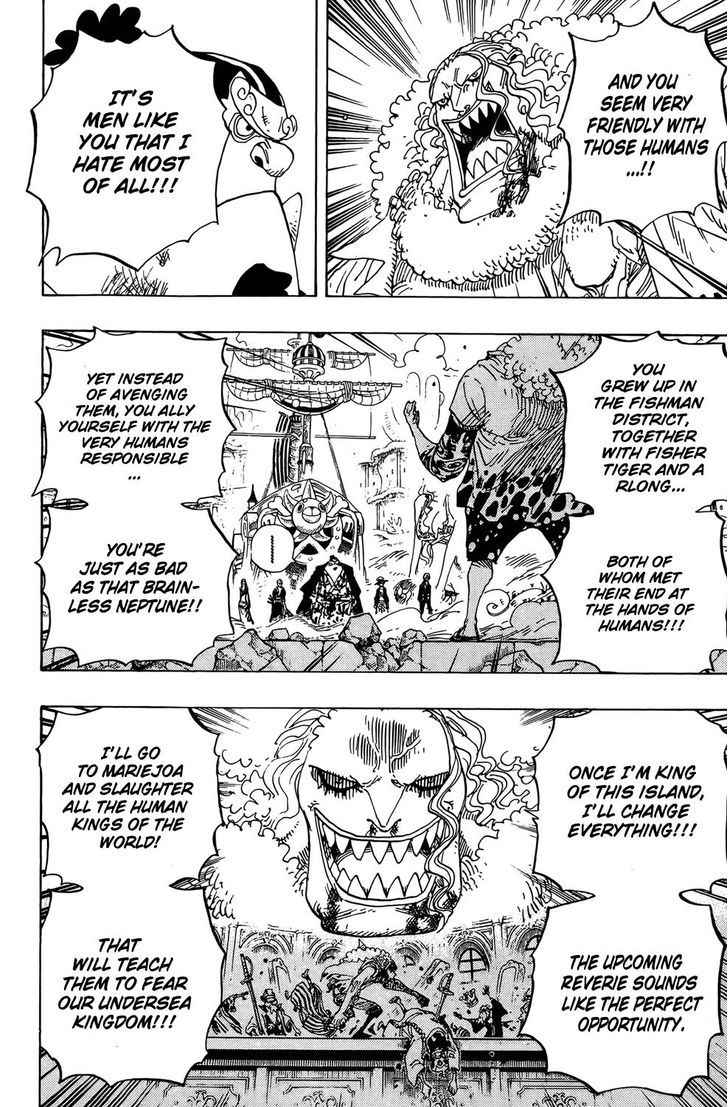 AND YOU
SEEM VERY
FRIENDLY WITH
THOSE HUMANS
...!!
IT'S
MEN LIKE
YOU THAT I
HATE MOST
OF ALL!!!
YOU
GREW UP IN
THE FISHMAN
DISTRICT,
TOGETHER
WITH FISHER
TIGER AND A
RLONG...
BOTH OF
WHOM MET
THEIR END AT
THE HANDS OF
HUMANS!!!
YET INSTEAD
OF AVENGING
THEM, YOU ALLY
YOURSELF WITH THE
VERY HUMANS
RESPONSIBLE
...
YOU'RE
JUST AS BAD
AS THAT BRAIN-
LESS NEPTUNE!!
ONCE I'M KING
OF THIS ISLAND,
I'LL CHANGE
EVERYTHING!!!
THE UPCOMING
REVERIE SOUNDS
LIKE THE PERFECT
OPPORTUNITY.
I'LL GO
TO MARIEJOA
AND SLAUGHTER
ALL THE HUMAN
KINGS OF THE
WORLD!
THAT
WILL TEACH
THEM TO FEAR
OUR UNDERSEA
KINGDOM!!!